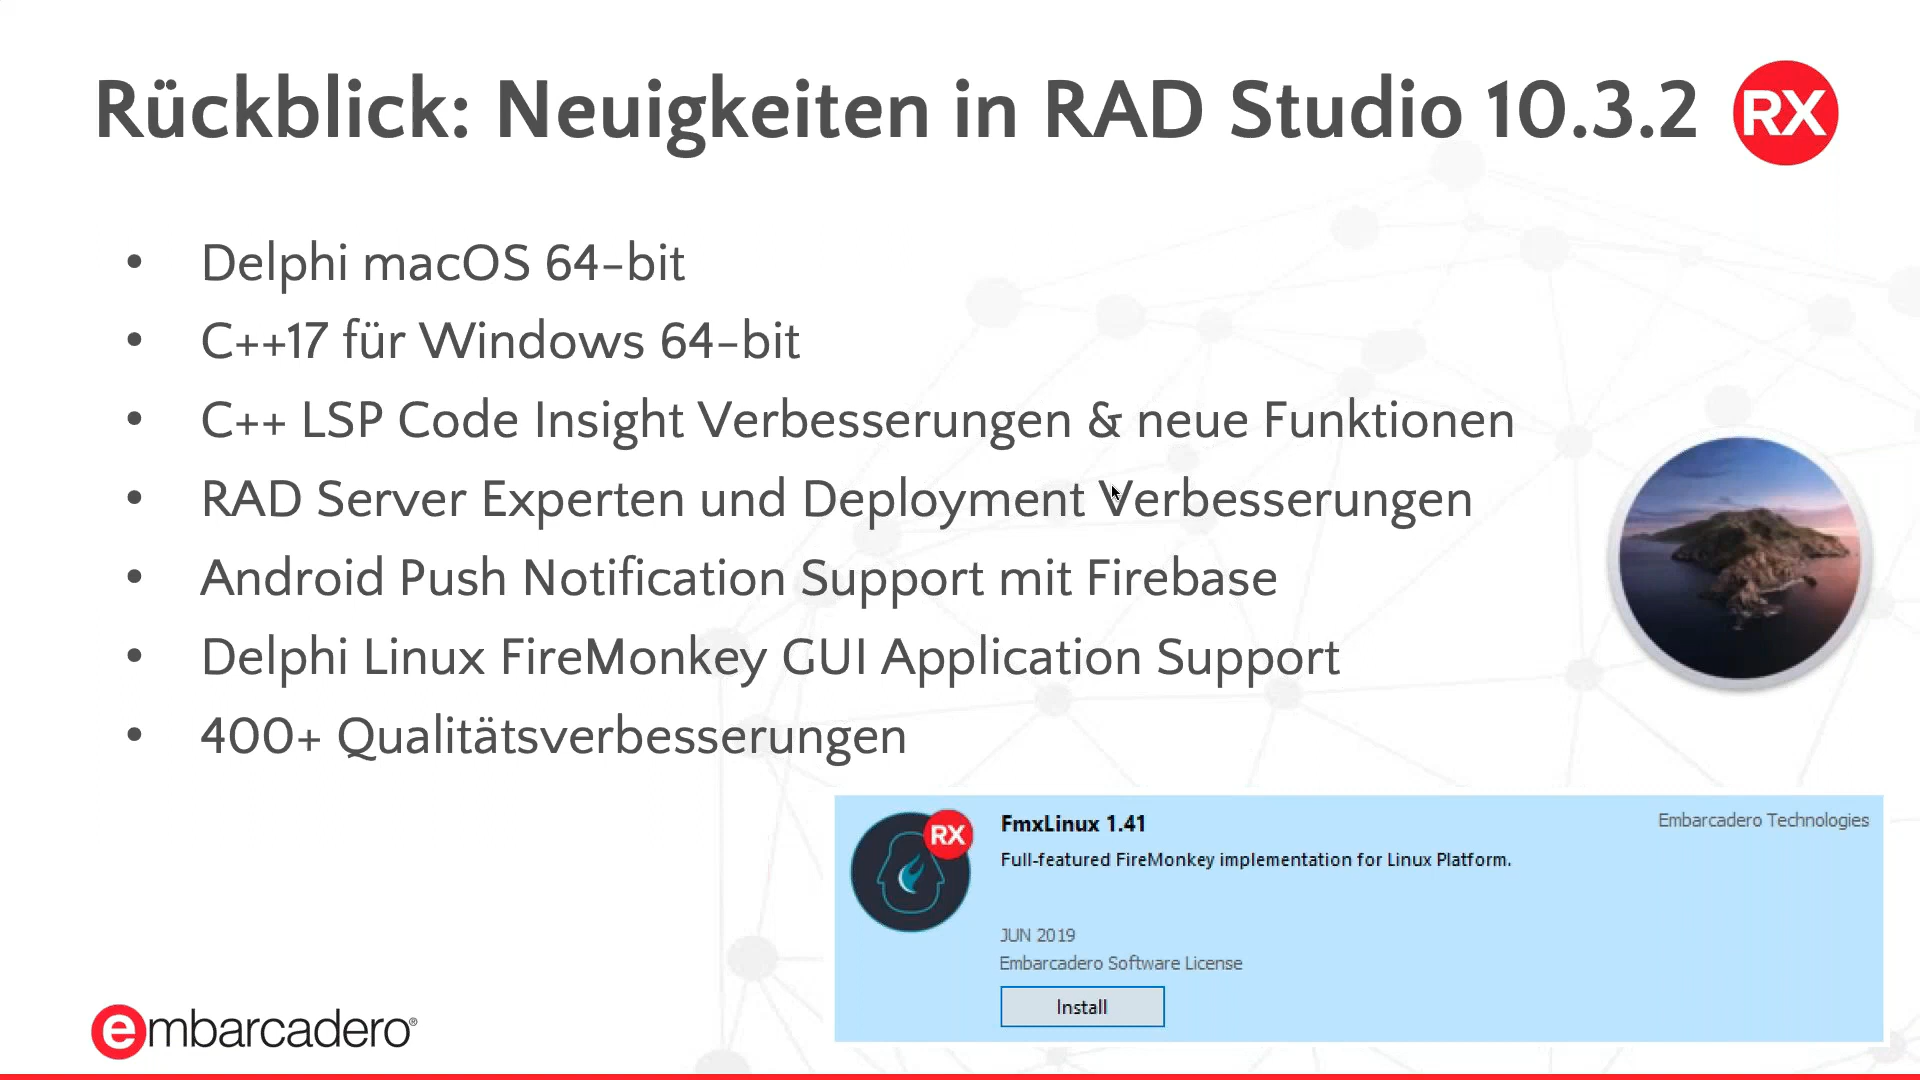 Rückblick: Neuigkeiten in RAD Studio 10.3.2
RX
• Delphi macOS 64-bit
• C++17 für Windows 64-bit
• C++ LSP Code Insight Verbesserungen & neue Funktionen
• RAD Server Experten und Deployment Verbesserungen
• Android Push Notification Support mit Firebase
• Delphi Linux FireMonkey GUI Application Support
• 400+ Qualitätsverbesserungen
RX
FmxLinux 1.41
Embarcadero Technologies
Full-featured FireMonkey implementation for Linux Platform.
JUN 2019
Embarcadero Software License
Install
embarcadero®